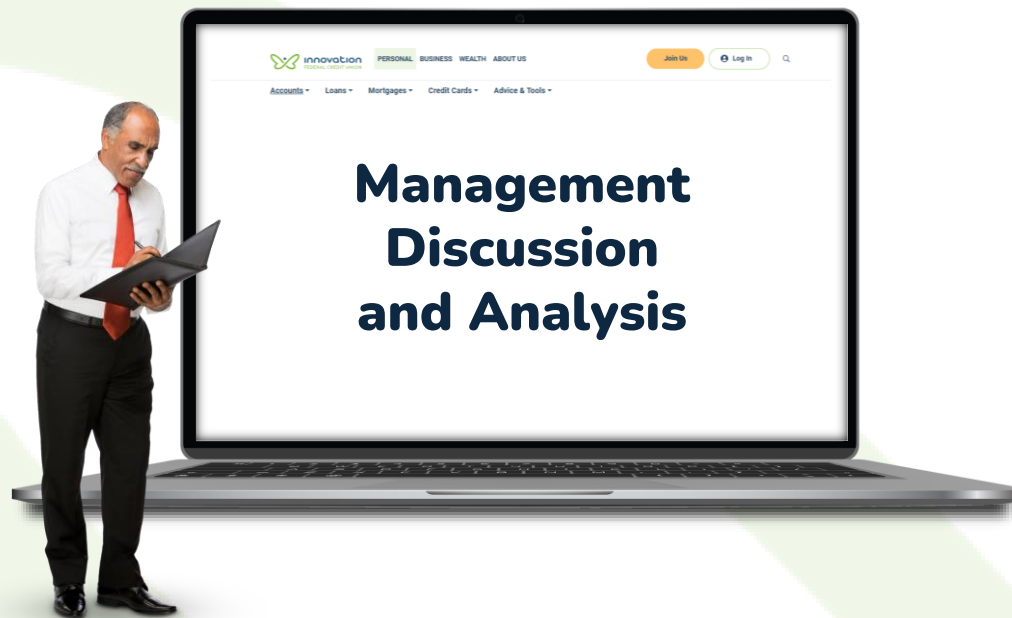 innovation
FEDERAL CREDIT UNION
PERSONAL BUSINESS WEALTH ABOUT US
Join Us
Log In
Accounts Loans Mortgages Credit Cards Advice & Tools
Management
Discussion
and Analysis